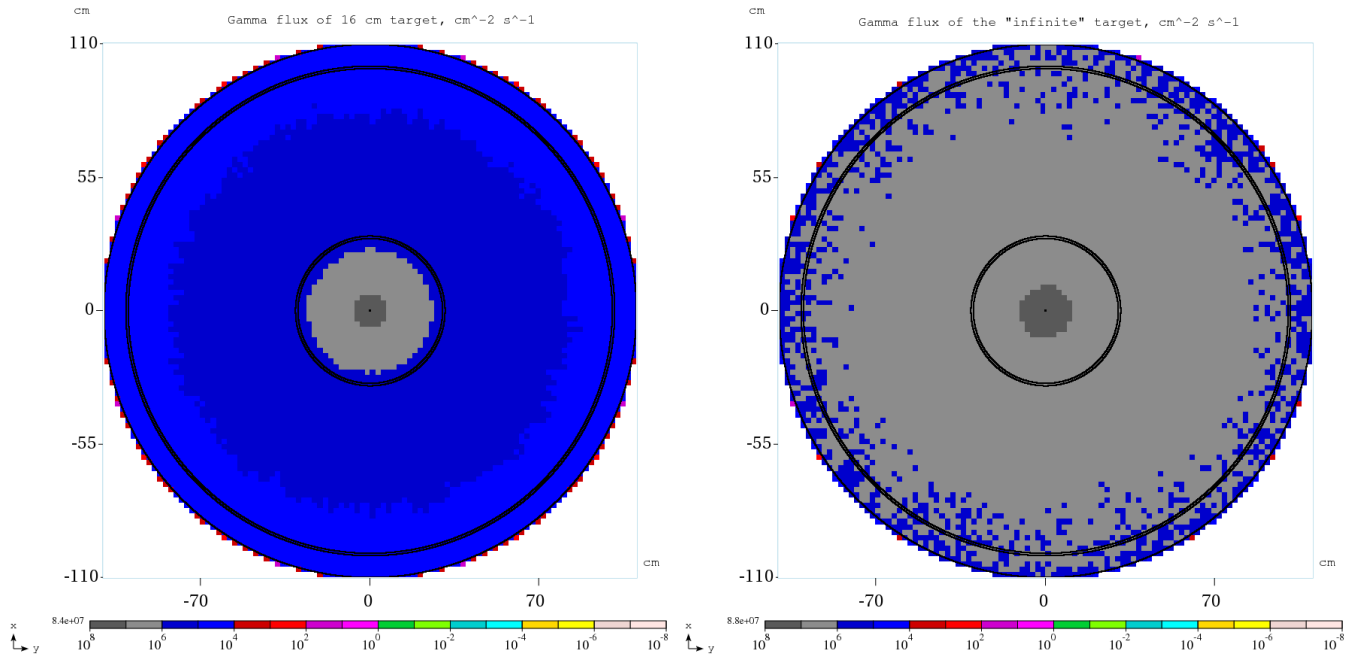 cm
Gamma flux of 16 cm target, cm^-2 s^-1
110
55
0
-55
-110
cm
-70
0
70
8.4e+07
10^8
10^6
10^4
10^2
10^0
10^-2
10^-4
10^-6
10^-8
x
y
cm
Gamma flux of the "infinite" target, cm^-2 s^-1
110
55
0
-55
-110
cm
-70
0
70
8.8e+07
10^8
10^6
10^4
10^2
10^0
10^-2
10^-4
10^-6
10^-8
x
y